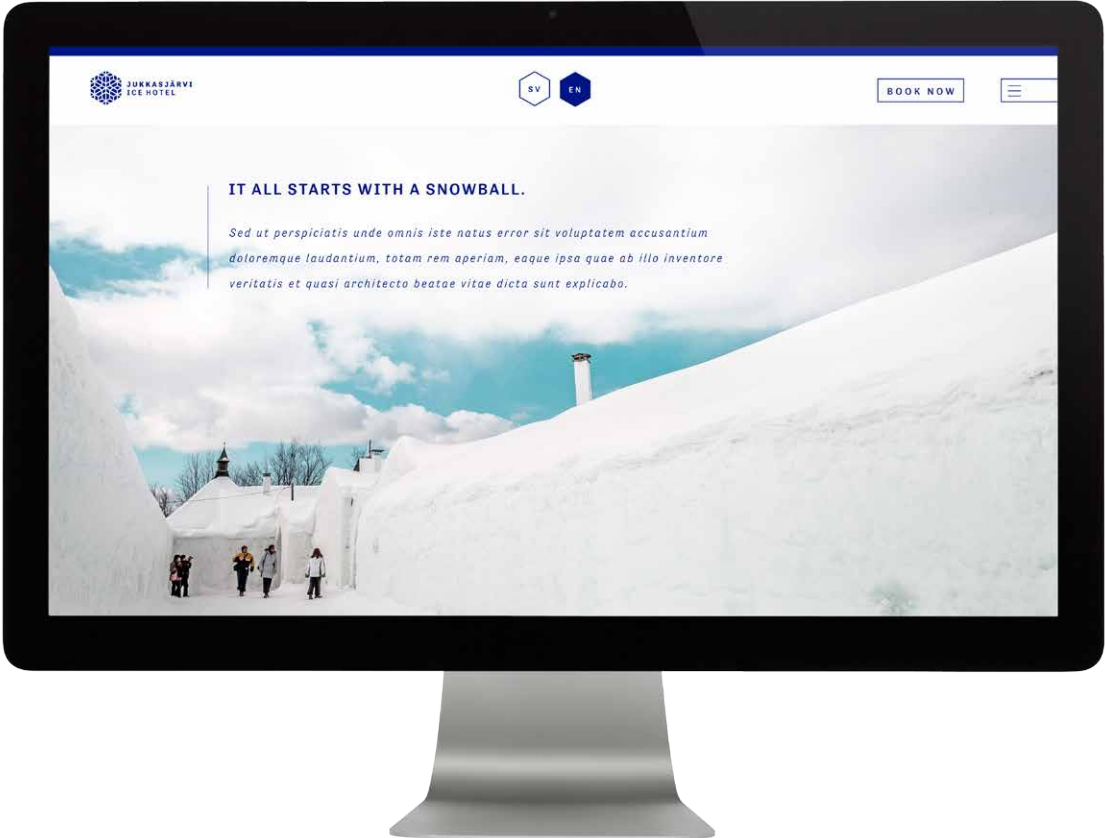 JUKKASJÄRVI
ICE HOTEL
SV
EN
BOOK NOW
IT ALL STARTS WITH A SNOWBALL.
Sed ut perspiciatis unde omnis iste natus error sit voluptatem accusantium
doloremque laudantium, totam rem aperiam, eaque ipsa quae ab illo inventore
veritatis et quasi architecto beatae vitae dicta sunt explicabo.